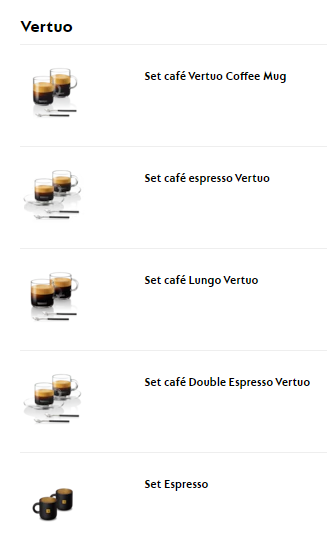 Vertuo
Set café Vertuo Coffee Mug
Set café espresso Vertuo
Set café Lungo Vertuo
Set café Double Espresso Vertuo
Set Espresso